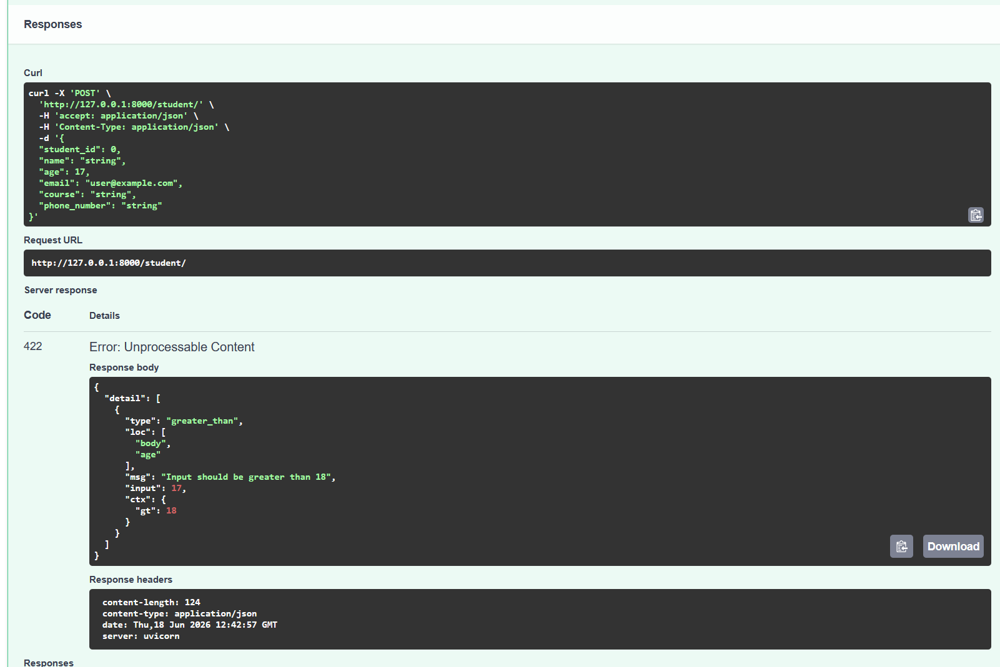 Responses
Curl
curl -X 'POST' \
  'http://127.0.0.1:8000/student/' \
  -H 'accept: application/json' \
  -H 'Content-Type: application/json' \
  -d '{
  "student_id": 0,
  "name": "string",
  "age": 17,
  "email": "user@example.com",
  "course": "string",
  "phone_number": "string"
}'
Request URL
http://127.0.0.1:8000/student/
Server response
Code Details
422 Error: Unprocessable Content
Response body
{
  "detail": [
    {
      "type": "greater_than",
      "loc": [
        "body",
        "age"
      ],
      "msg": "Input should be greater than 18",
      "input": 17,
      "ctx": {
        "gt": 18
      }
    }
  ]
}
Download
Response headers
content-length: 124
content-type: application/json
date: Thu,18 Jun 2026 12:42:57 GMT
server: uvicorn
Responses